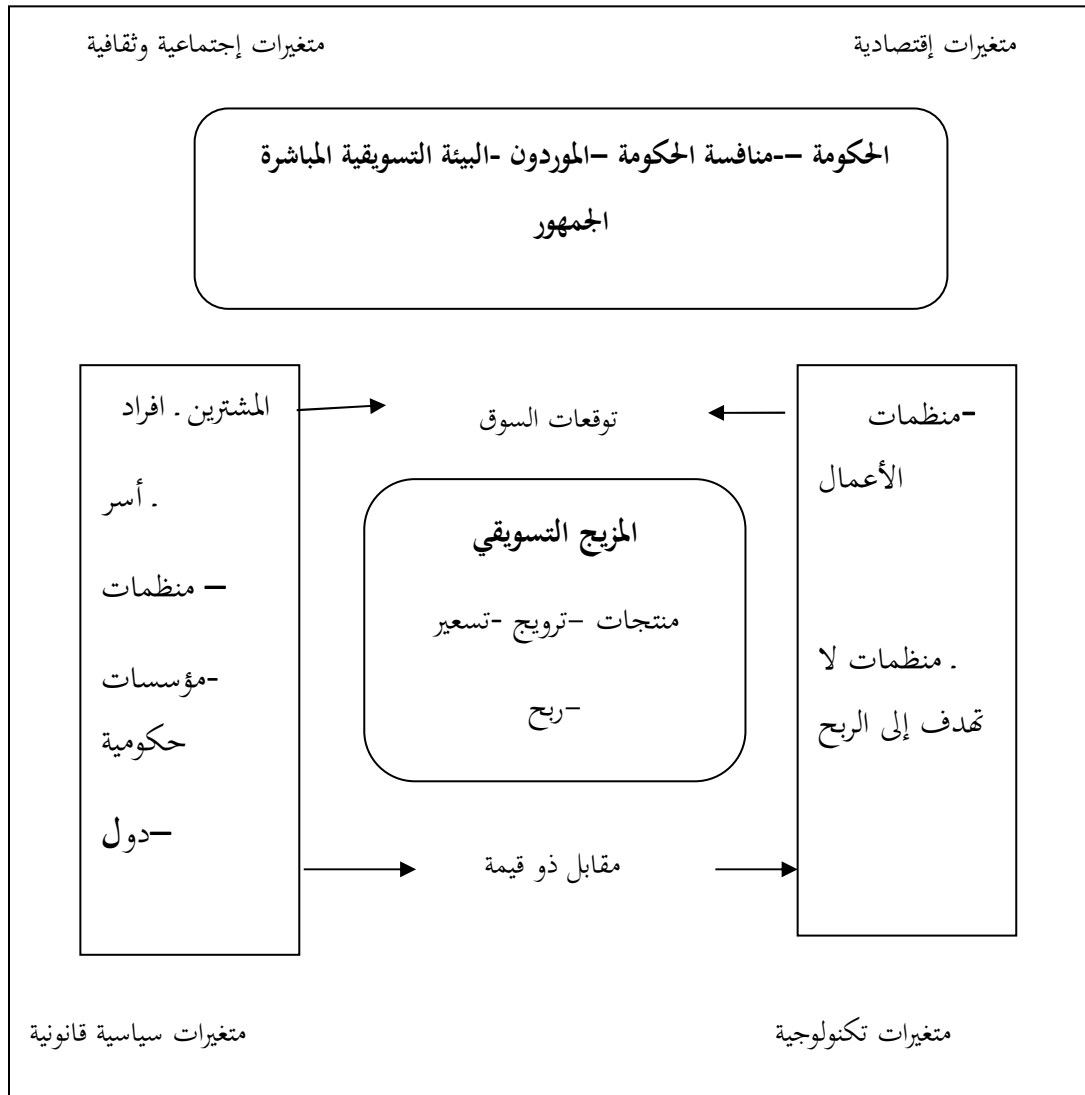 متغيرات إقتصادية
متغيرات إجتماعية وثقافية
الحكومة –-منافسة الحكومة –الموردون -البيئة التسويقية المباشرة
الجمهور
-منظمات
الأعمال
. منظمات لا
تهدف إلى الربح
توقعات السوق
المزيج التسويقي
منتجات –ترويج -تسعير
–ربح
مقابل ذو قيمة
المشترين . افراد
. أسر
– منظمات
-مؤسسات
حكومية
–دول
متغيرات تكنولوجية
متغيرات سياسية قانونية